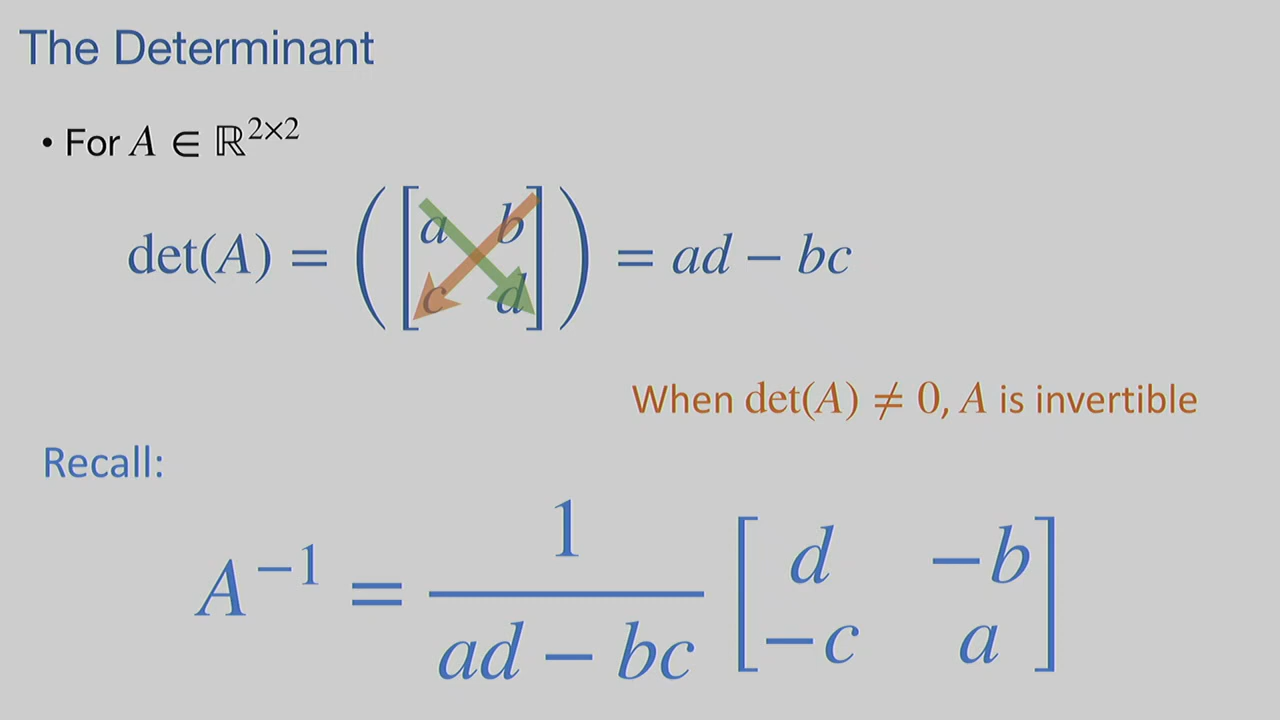 The Determinant
• For A ∈ ℝ^{2×2}
det(A) = ([a b; c d]) = ad − bc
When det(A) ≠ 0, A is invertible
Recall:
A^{−1} = 1/(ad − bc) [d −b; −c a]